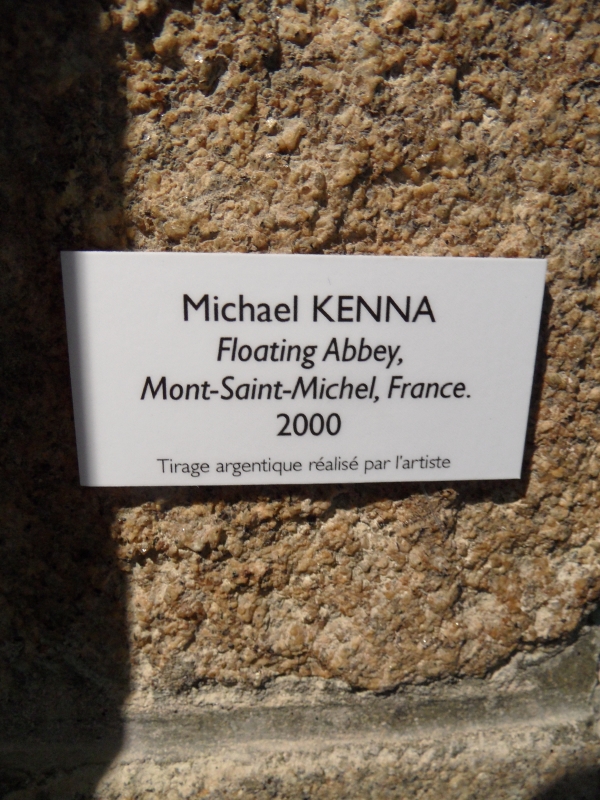 Michael KENNA
Floating Abbey,
Mont-Saint-Michel, France.
2000
Tirage argentique réalisé par l'artiste